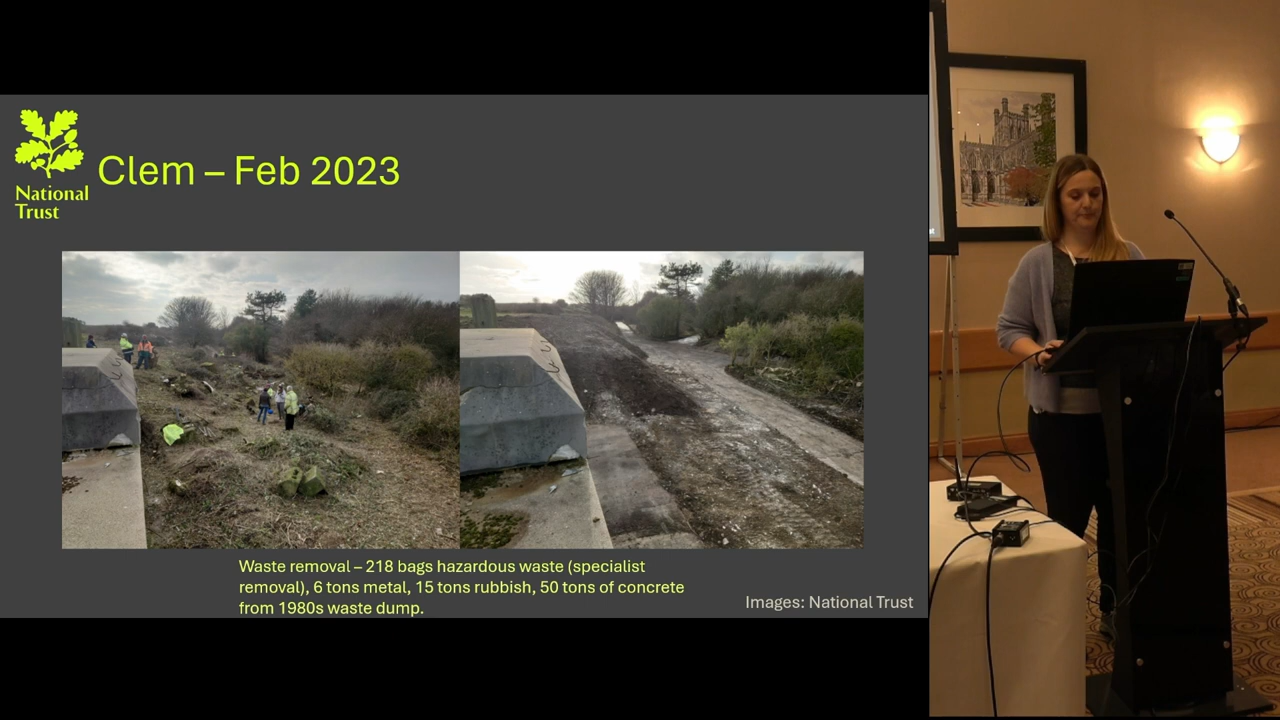 National
Trust
Clem – Feb 2023
Waste removal – 218 bags hazardous waste (specialist
removal), 6 tons metal, 15 tons rubbish, 50 tons of concrete
from 1980s waste dump.
Images: National Trust